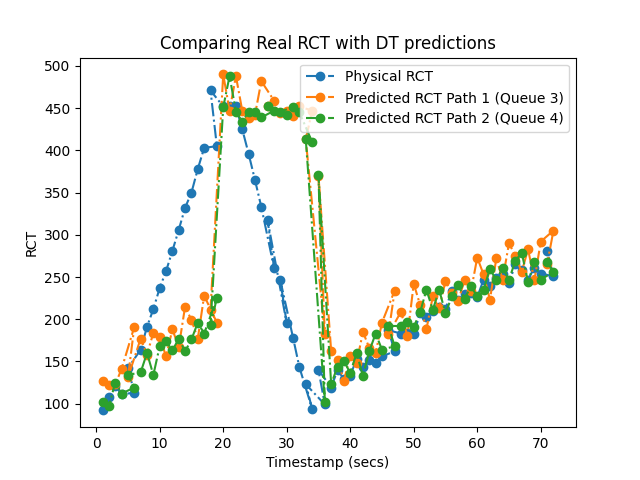 Comparing Real RCT with DT predictions
Physical RCT
Predicted RCT Path 1 (Queue 3)
Predicted RCT Path 2 (Queue 4)
500
450
400
350
300
250
200
150
100
RCT
0 10 20 30 40 50 60 70
Timestamp (secs)